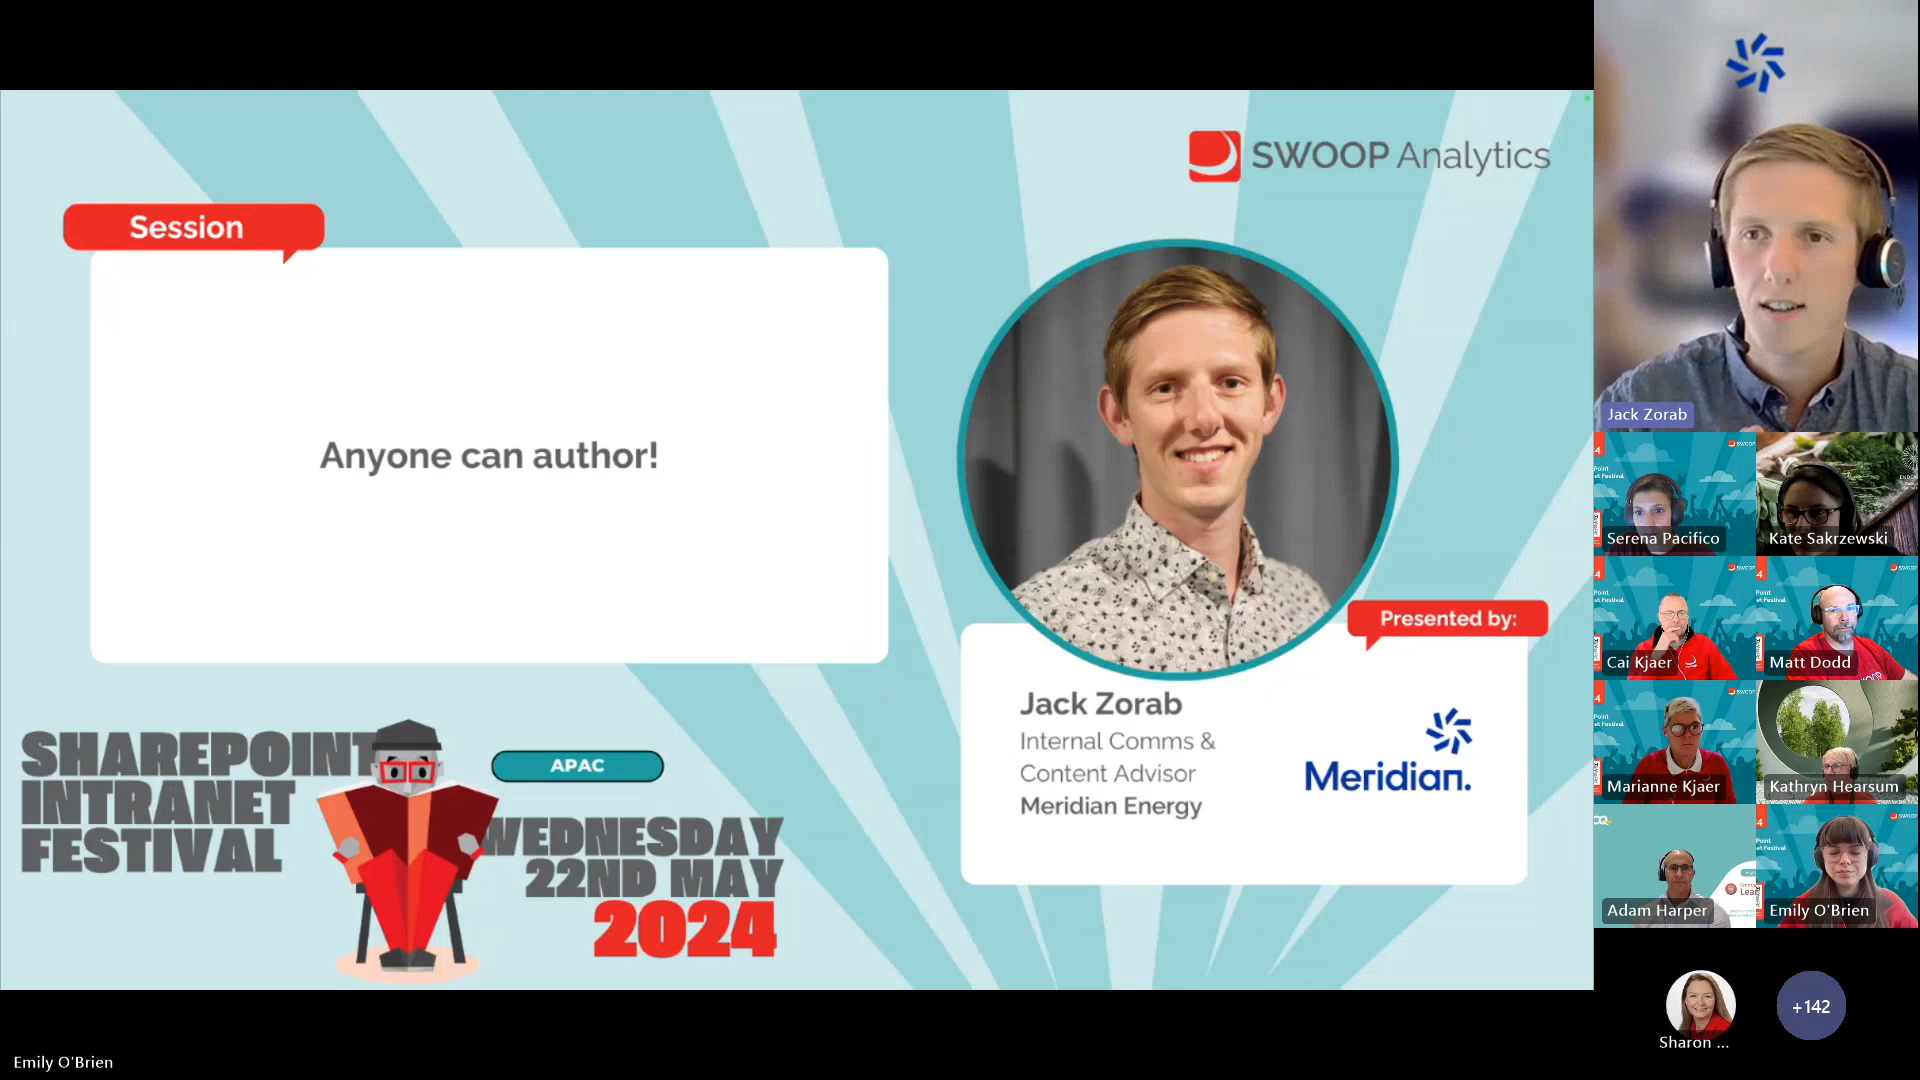 SWOOP Analytics
Session
Anyone can author!
Presented by:
Jack Zorab
Internal Comms &
Content Advisor
Meridian Energy
Meridian.
SHAREPOINT
INTRANET
FESTIVAL
APAC
WEDNESDAY
22ND MAY
2024
Jack Zorab
Serena Pacifico
Kate Sakrzewski
Cai Kjaer
Matt Dodd
Marianne Kjaer
Kathryn Hearsum
Adam Harper
Emily O'Brien
Sharon ...
+142
Emily O'Brien